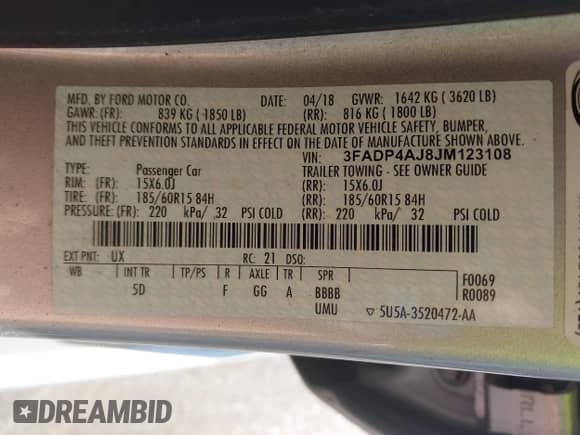 MFD. BY FORD MOTOR CO. DATE: 04/18 GVWR: 1642 KG ( 3620 LB)
GAWR: (FR): 839 KG ( 1850 LB) (RR): 816 KG ( 1800 LB)
THIS VEHICLE CONFORMS TO ALL APPLICABLE FEDERAL MOTOR VEHICLE SAFETY, BUMPER,
AND THEFT PREVENTION STANDARDS IN EFFECT ON THE DATE OF MANUFACTURE SHOWN ABOVE.
VIN: 3FADP4AJ8JM123108
TYPE: Passenger Car TRAILER TOWING - SEE OWNER GUIDE
RIM: (FR): 15X6.0J (RR): 15X6.0J
TIRE: (FR): 185/60R15 84H (RR): 185/60R15 84H
PRESSURE: (FR): 220 kPa/ 32 PSI COLD (RR): 220 kPa/ 32 PSI COLD
EXT PNT: UX RC: 21 DSO:
WB INT TR TP/PS R AXLE TR SPR F0069
5D F GG A BBBB R0089
UMU ▽ 5U5A-3520472-AA
DREAMBID